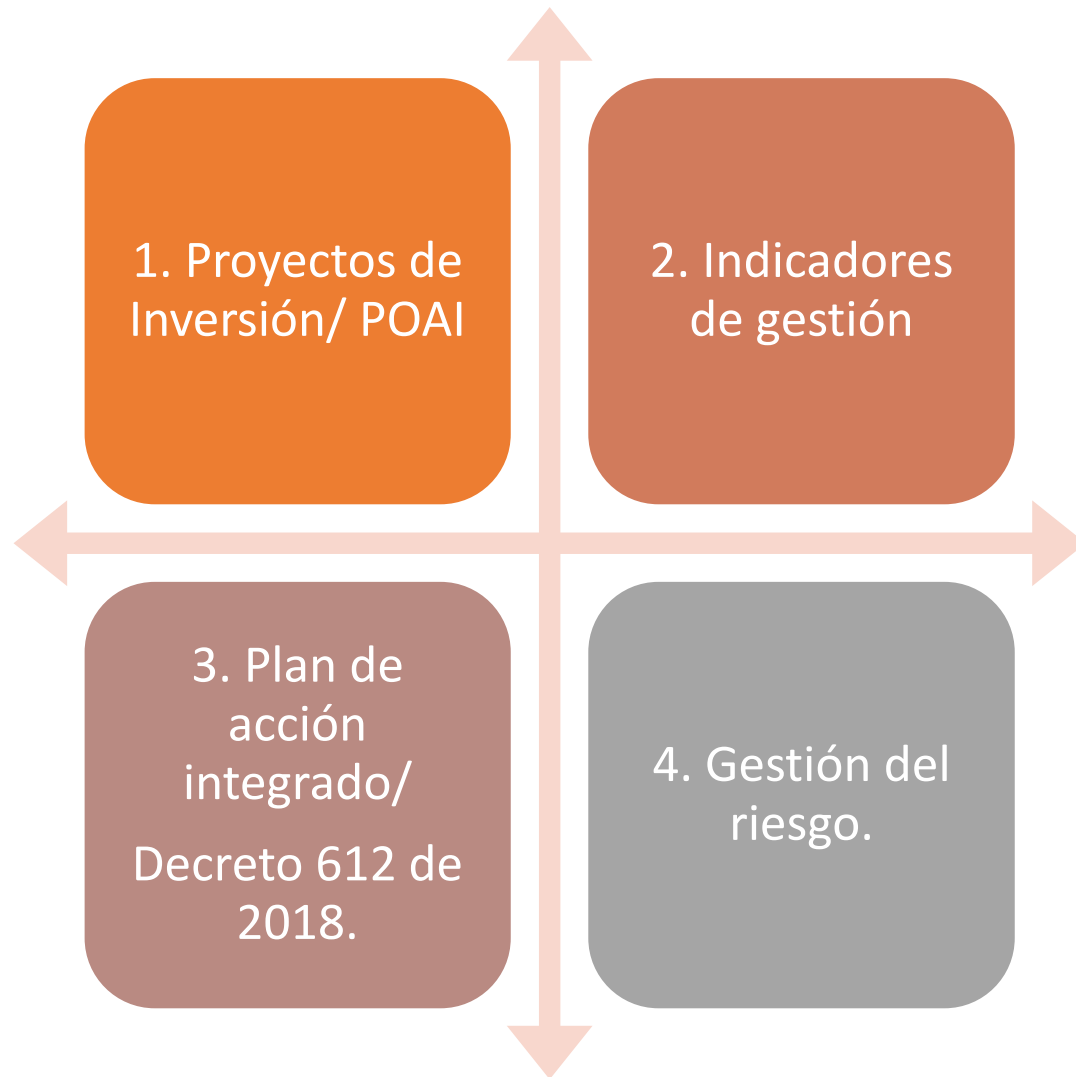 1. Proyectos de
Inversión/ POAI
2. Indicadores
de gestión
3. Plan de
acción
integrado/
Decreto 612 de
2018.
4. Gestión del
riesgo.